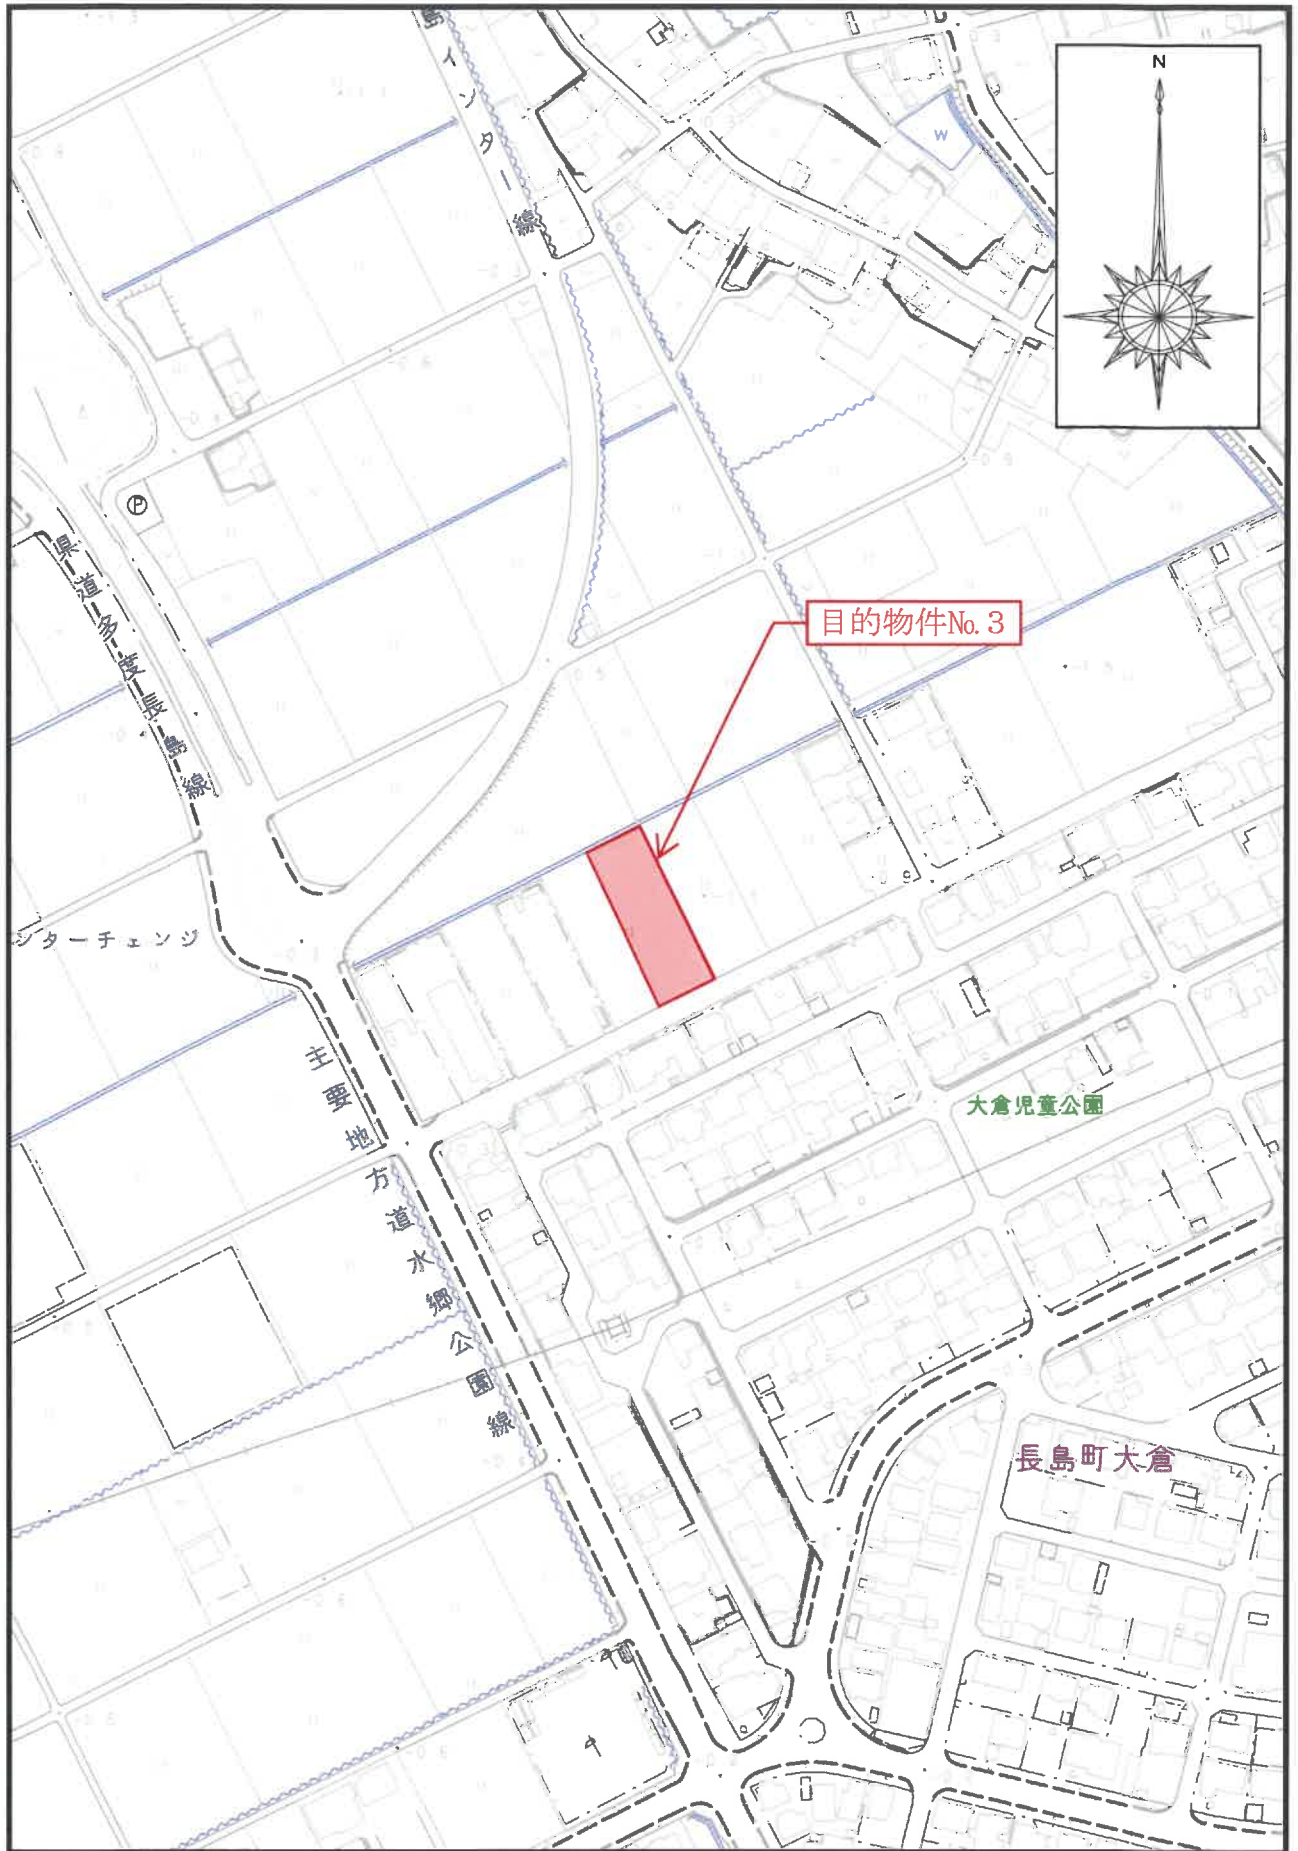 島インター線
N
W
P
県道多度長島線
目的物件No.3
ンターチェンジ
主要地方道水郷公園線
大倉児童公園
長島町大倉